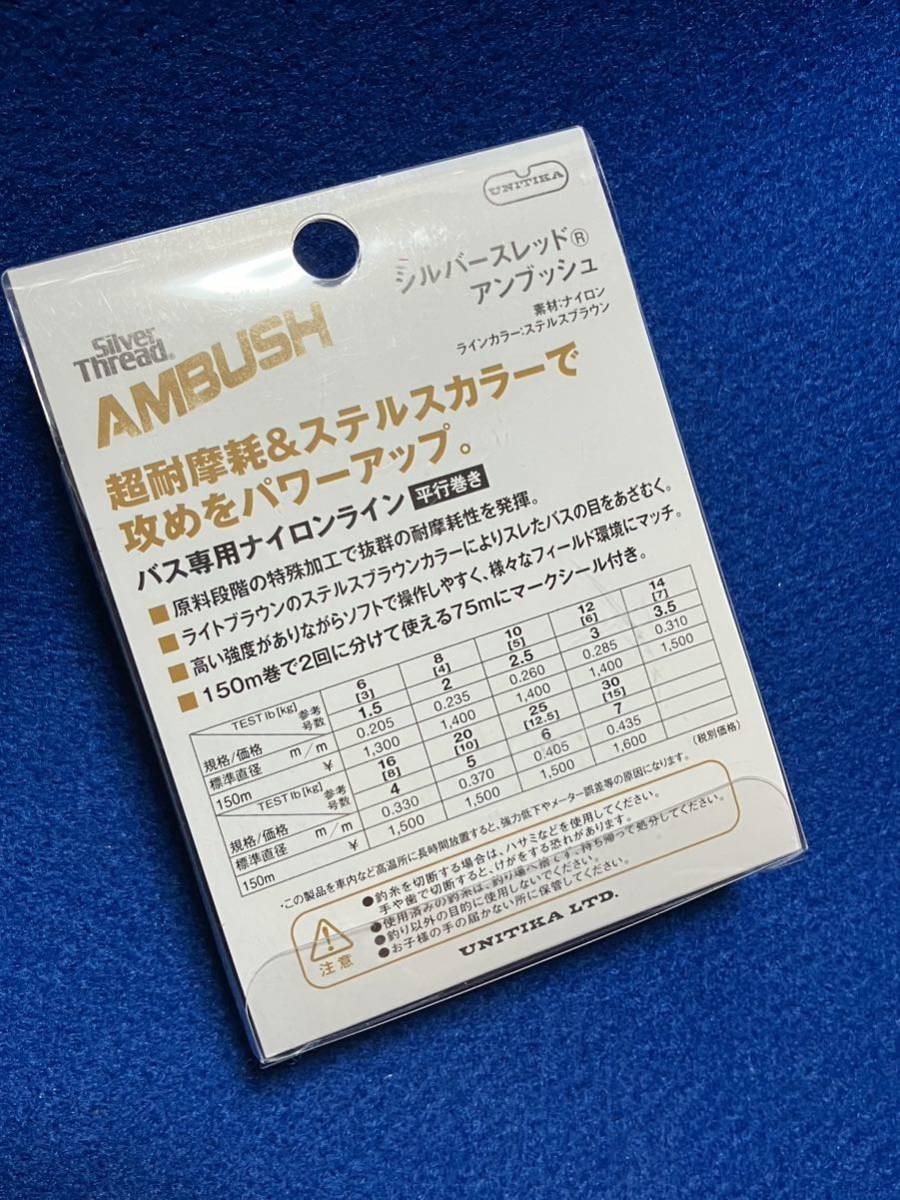 UNITIKA
シルバースレッド®
アンブッシュ
素材:ナイロン
ラインカラー:ステルスブラウン
Silver
Thread®
AMBUSH
超耐摩耗&ステルスカラーで
攻めをパワーアップ。
バス専用ナイロンライン 平行巻き
■原料段階の特殊加工で抜群の耐摩耗性を発揮。
■ライトブラウンのステルスブラウンカラーによりスレたバスの目をあざむく。
■高い強度がありながらソフトで操作しやすく、様々なフィールド環境にマッチ。
■150m巻で2回に分けて使える75mにマークシール付き。
規格/価格 TEST lb[kg] 参考号数 6[3] 1.5 8[4] 2 10[5] 2.5 12[6] 3 14[7] 3.5
標準直径 m/m 0.205 0.235 0.260 0.285 0.310
150m ¥ 1,300 1,400 1,400 1,400 1,500
規格/価格 TEST lb[kg] 参考号数 16[8] 4 20[10] 5 25[12.5] 6 30[15] 7
標準直径 m/m 0.330 0.370 0.405 0.435
150m ¥ 1,500 1,500 1,500 1,600
(税別価格)
・この製品を車内など高温所に長時間放置すると、強力低下やメーター誤差等の原因になります。
注意
●釣糸を切断する場合は、ハサミなどを使用してください。
手や歯で切断すると、けがをする恐れがあります。
●使用済みの釣糸は、釣り場へ捨てず、持ち帰って処分してください。
●釣り以外の目的に使用しないでください。
●お子様の手の届かない所に保管してください。
UNITIKA LTD.